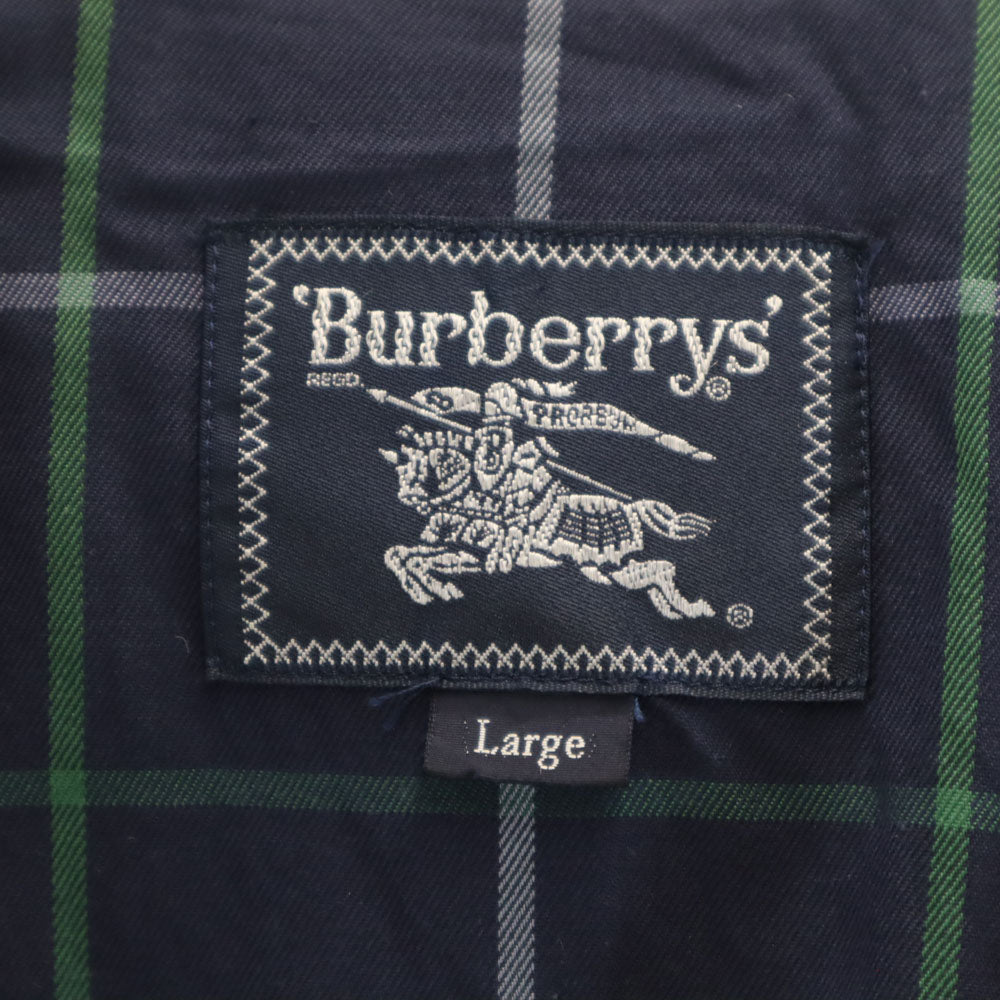 'Burberrys'
REGD. ®
PRORSUM
®
Large